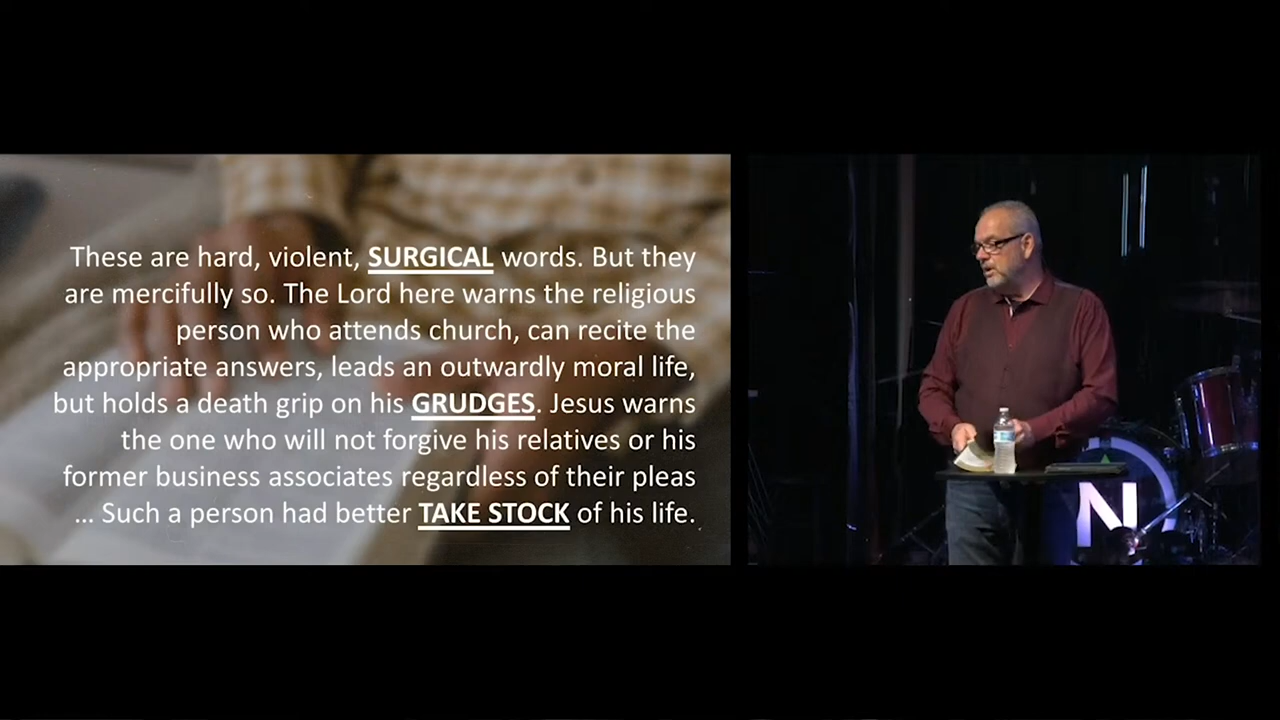 These are hard, violent, SURGICAL words. But they
are mercifully so. The Lord here warns the religious
person who attends church, can recite the
appropriate answers, leads an outwardly moral life,
but holds a death grip on his GRUDGES. Jesus warns
the one who will not forgive his relatives or his
former business associates regardless of their pleas
... Such a person had better TAKE STOCK of his life.
N